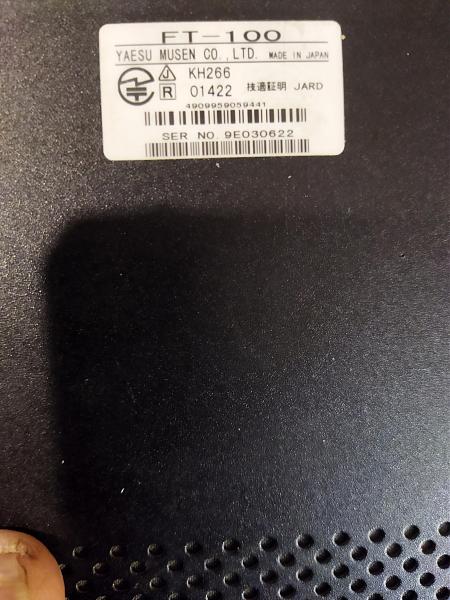 FT-100
YAESU MUSEN CO.,LTD. MADE IN JAPAN
J KH266
R 01422 技適証明 JARD
4909959059441
SER NO. 9E030622